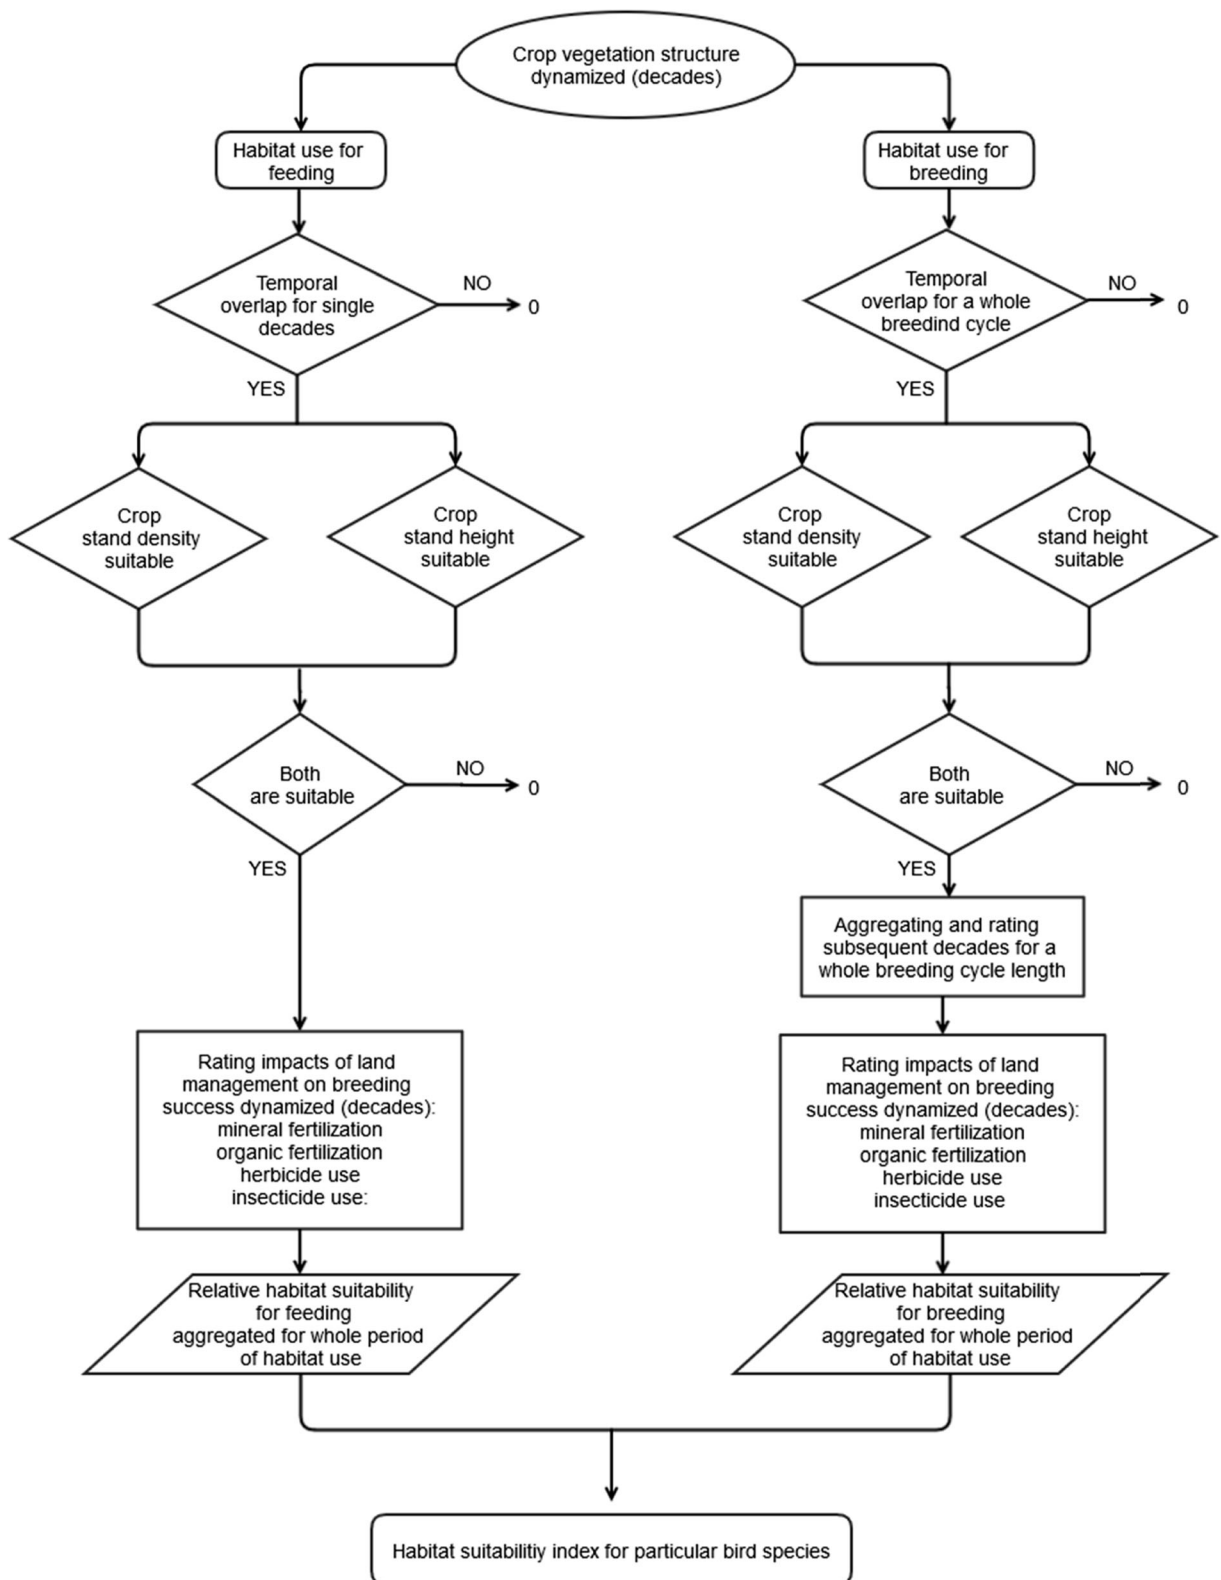 Crop vegetation structure
dynamized (decades)
Habitat use for
feeding
Habitat use for
breeding
Temporal
overlap for single
decades
NO
0
Temporal
overlap for a whole
breedind cycle
NO
0
YES
YES
Crop
stand density
suitable
Crop
stand height
suitable
Crop
stand density
suitable
Crop
stand height
suitable
Both
are suitable
NO
0
Both
are suitable
NO
0
YES
YES
Aggregating and rating
subsequent decades for a
whole breeding cycle length
Rating impacts of land
management on breeding
success dynamized (decades):
mineral fertilization
organic fertilization
herbicide use
insecticide use:
Rating impacts of land
management on breeding
success dynamized (decades):
mineral fertilization
organic fertilization
herbicide use
insecticide use
Relative habitat suitability
for feeding
aggregated for whole period
of habitat use
Relative habitat suitability
for breeding
aggregated for whole period
of habitat use
Habitat suitabilitiy index for particular bird species